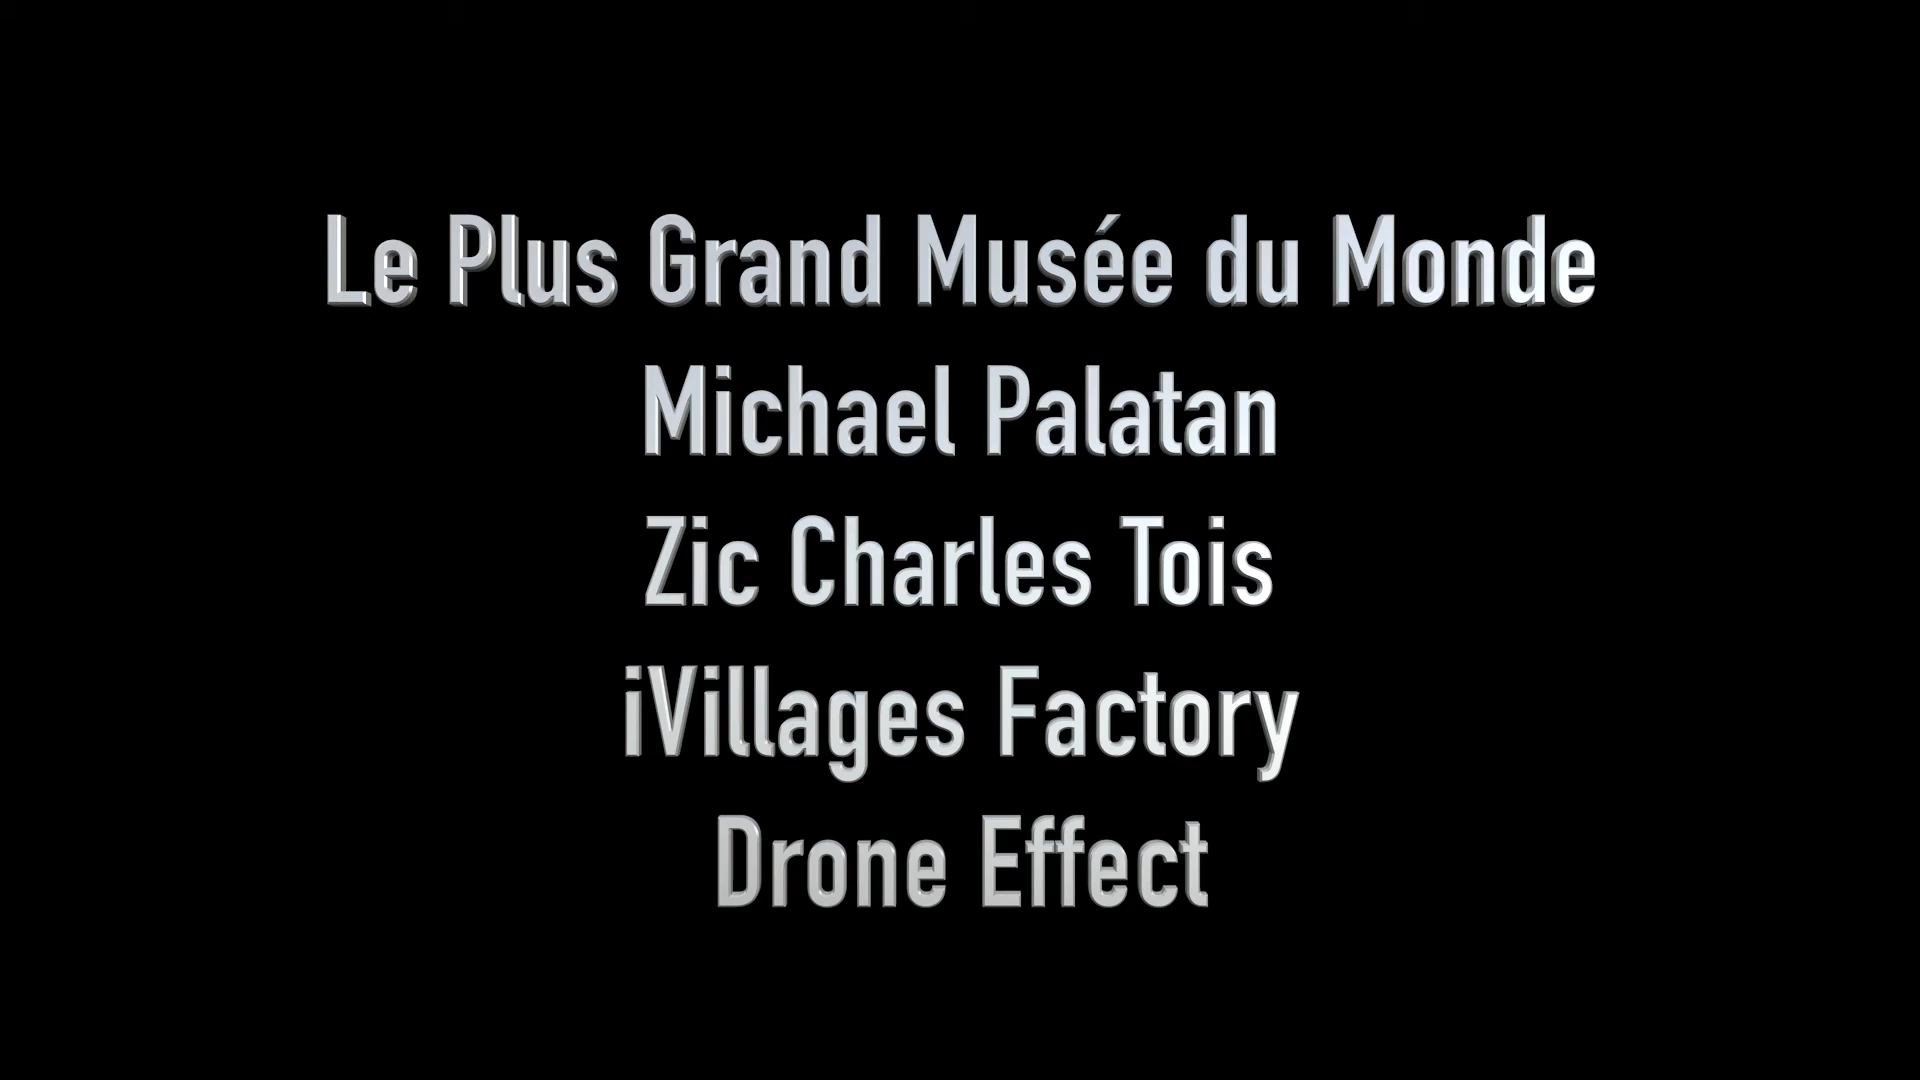 Le Plus Grand Musée du Monde
Michael Palatan
Zic Charles Tois
iVillages Factory
Drone Effect